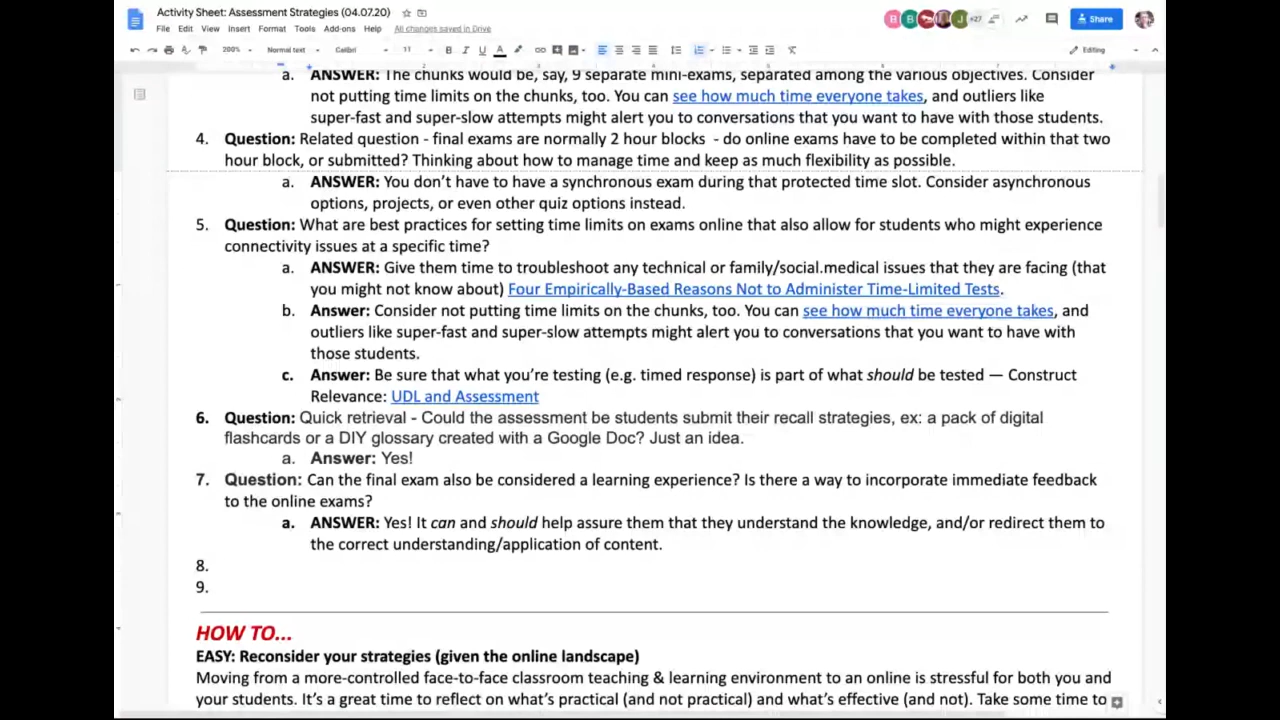 Activity Sheet: Assessment Strategies (04.07.20)
B B J +27 Share
File Edit View Insert Format Tools Add-ons Help All changes saved in Drive
200% Normal text Calibri 11 B I U A Editing
a. ANSWER: The chunks would be, say, 9 separate mini-exams, separated among the various objectives. Consider
not putting time limits on the chunks, too. You can see how much time everyone takes, and outliers like
super-fast and super-slow attempts might alert you to conversations that you want to have with those students.
4. Question: Related question - final exams are normally 2 hour blocks - do online exams have to be completed within that two
hour block, or submitted? Thinking about how to manage time and keep as much flexibility as possible.
a. ANSWER: You don't have to have a synchronous exam during that protected time slot. Consider asynchronous
options, projects, or even other quiz options instead.
5. Question: What are best practices for setting time limits on exams online that also allow for students who might experience
connectivity issues at a specific time?
a. ANSWER: Give them time to troubleshoot any technical or family/social.medical issues that they are facing (that
you might not know about) Four Empirically-Based Reasons Not to Administer Time-Limited Tests.
b. Answer: Consider not putting time limits on the chunks, too. You can see how much time everyone takes, and
outliers like super-fast and super-slow attempts might alert you to conversations that you want to have with
those students.
c. Answer: Be sure that what you're testing (e.g. timed response) is part of what should be tested — Construct
Relevance: UDL and Assessment
6. Question: Quick retrieval - Could the assessment be students submit their recall strategies, ex: a pack of digital
flashcards or a DIY glossary created with a Google Doc? Just an idea.
a. Answer: Yes!
7. Question: Can the final exam also be considered a learning experience? Is there a way to incorporate immediate feedback
to the online exams?
a. ANSWER: Yes! It can and should help assure them that they understand the knowledge, and/or redirect them to
the correct understanding/application of content.
8.
9.
HOW TO...
EASY: Reconsider your strategies (given the online landscape)
Moving from a more-controlled face-to-face classroom teaching & learning environment to an online is stressful for both you and
your students. It's a great time to reflect on what's practical (and not practical) and what's effective (and not). Take some time to